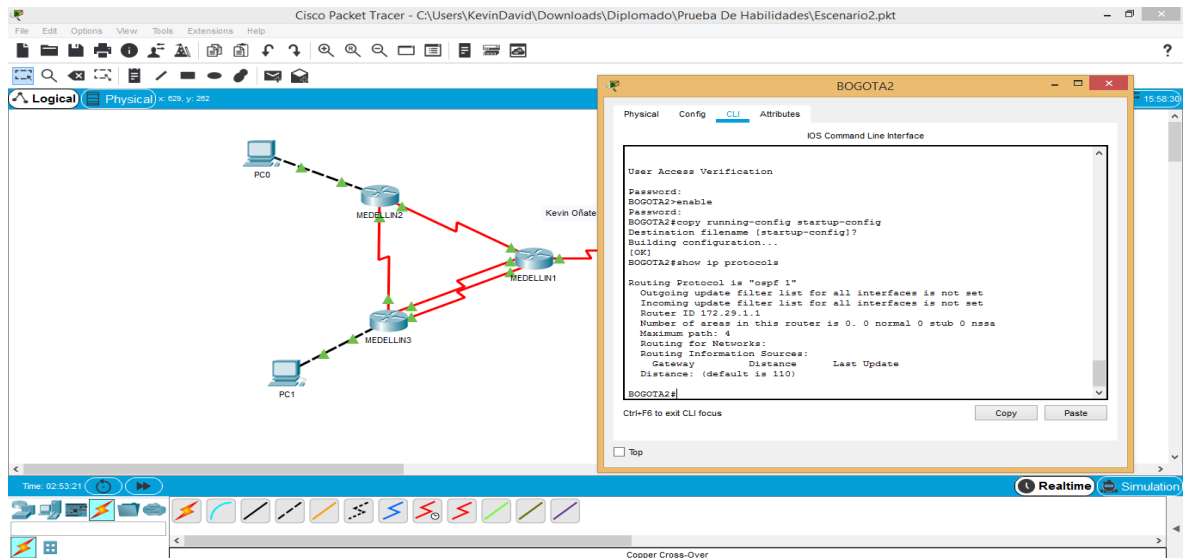 Cisco Packet Tracer - C:\Users\KevinDavid\Downloads\Diplomado\Prueba De Habilidades\Escenario2.pkt
File Edit Options View Tools Extensions Help
?
Logical Physical x: 629, y: 262
15:58:30
PC0
MEDELLIN2
Kevin Oñate
MEDELLIN1
MEDELLIN3
PC1
BOGOTA2
Physical Config CLI Attributes
IOS Command Line Interface
User Access Verification
Password:
BOGOTA2>enable
Password:
BOGOTA2#copy running-config startup-config
Destination filename [startup-config]?
Building configuration...
[OK]
BOGOTA2#show ip protocols
Routing Protocol is "ospf 1"
Outgoing update filter list for all interfaces is not set
Incoming update filter list for all interfaces is not set
Router ID 172.29.1.1
Number of areas in this router is 0. 0 normal 0 stub 0 nssa
Maximum path: 4
Routing for Networks:
Routing Information Sources:
Gateway Distance Last Update
Distance: (default is 110)
BOGOTA2#
Ctrl+F6 to exit CLI focus
Copy Paste
Top
Time: 02:53:21
Realtime Simulation
Copper Cross-Over